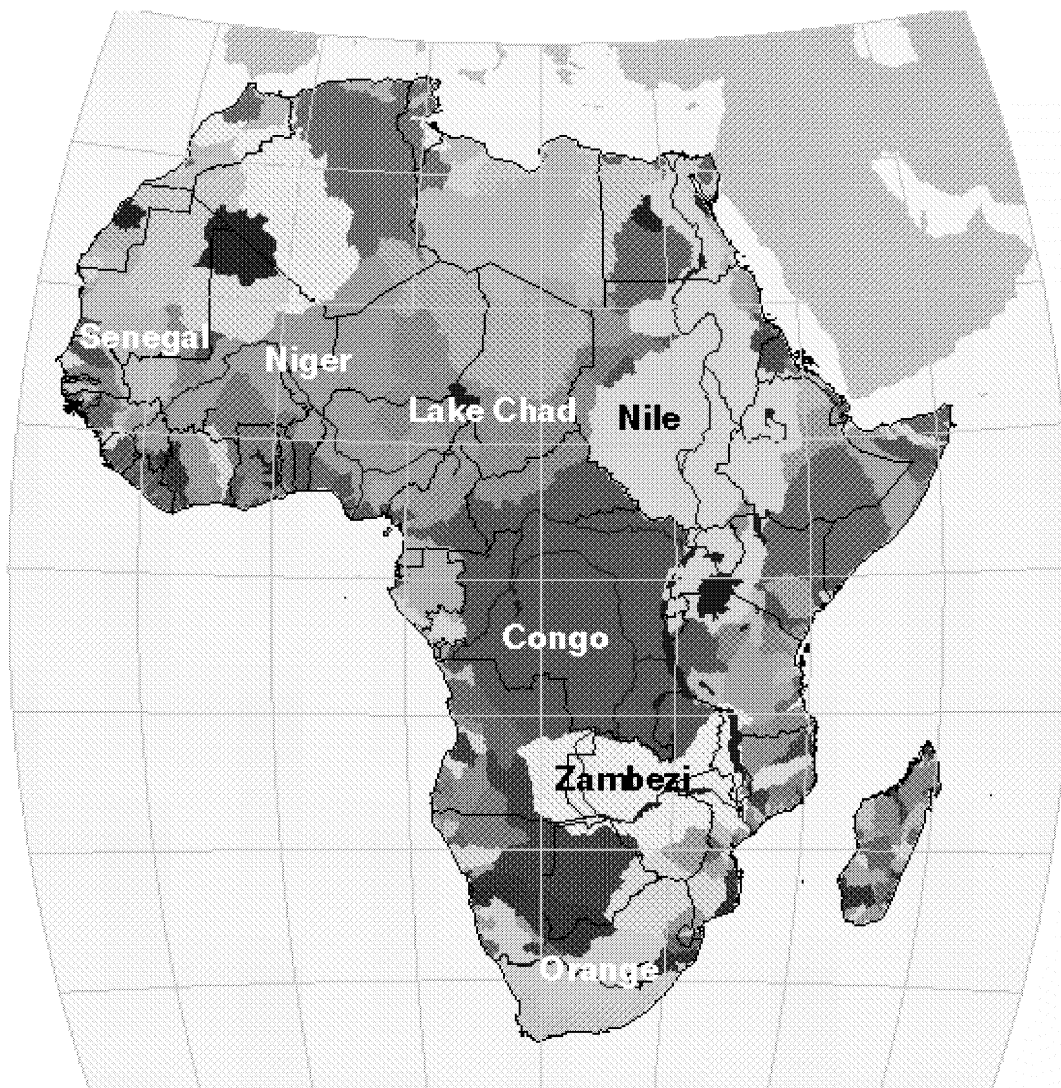 Senegal
Niger
Lake Chad
Nile
Congo
Zambezi
Orange